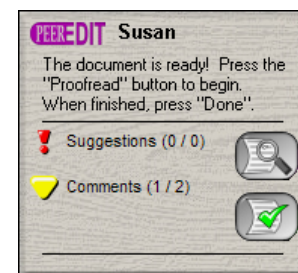 PEEREDIT Susan
The document is ready! Press the
"Proofread" button to begin.
When finished, press "Done".
Suggestions (0 / 0)
Comments (1 / 2)